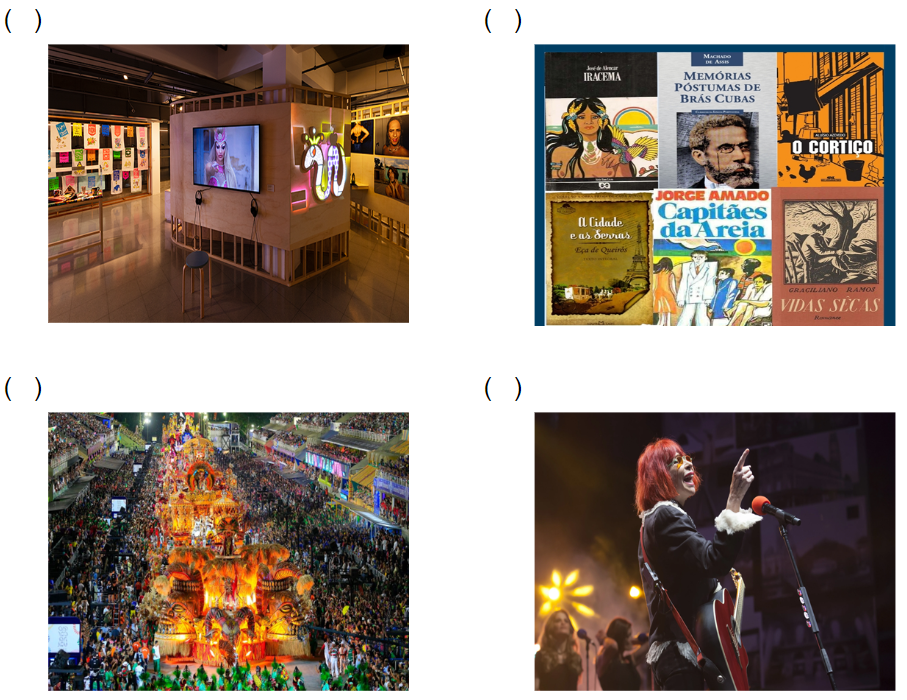 ( )
( )
José de Alencar
IRACEMA
MACHADO
DE ASSIS
MEMÓRIAS
PÓSTUMAS DE
BRÁS CUBAS
ALUÍSIO AZEVEDO
O CORTIÇO
A Cidade
e as Serras
Eça de Queirós
JORGE AMADO
Capitães
da Areia
GRACILIANO RAMOS
VIDAS SÊCAS
( )
( )